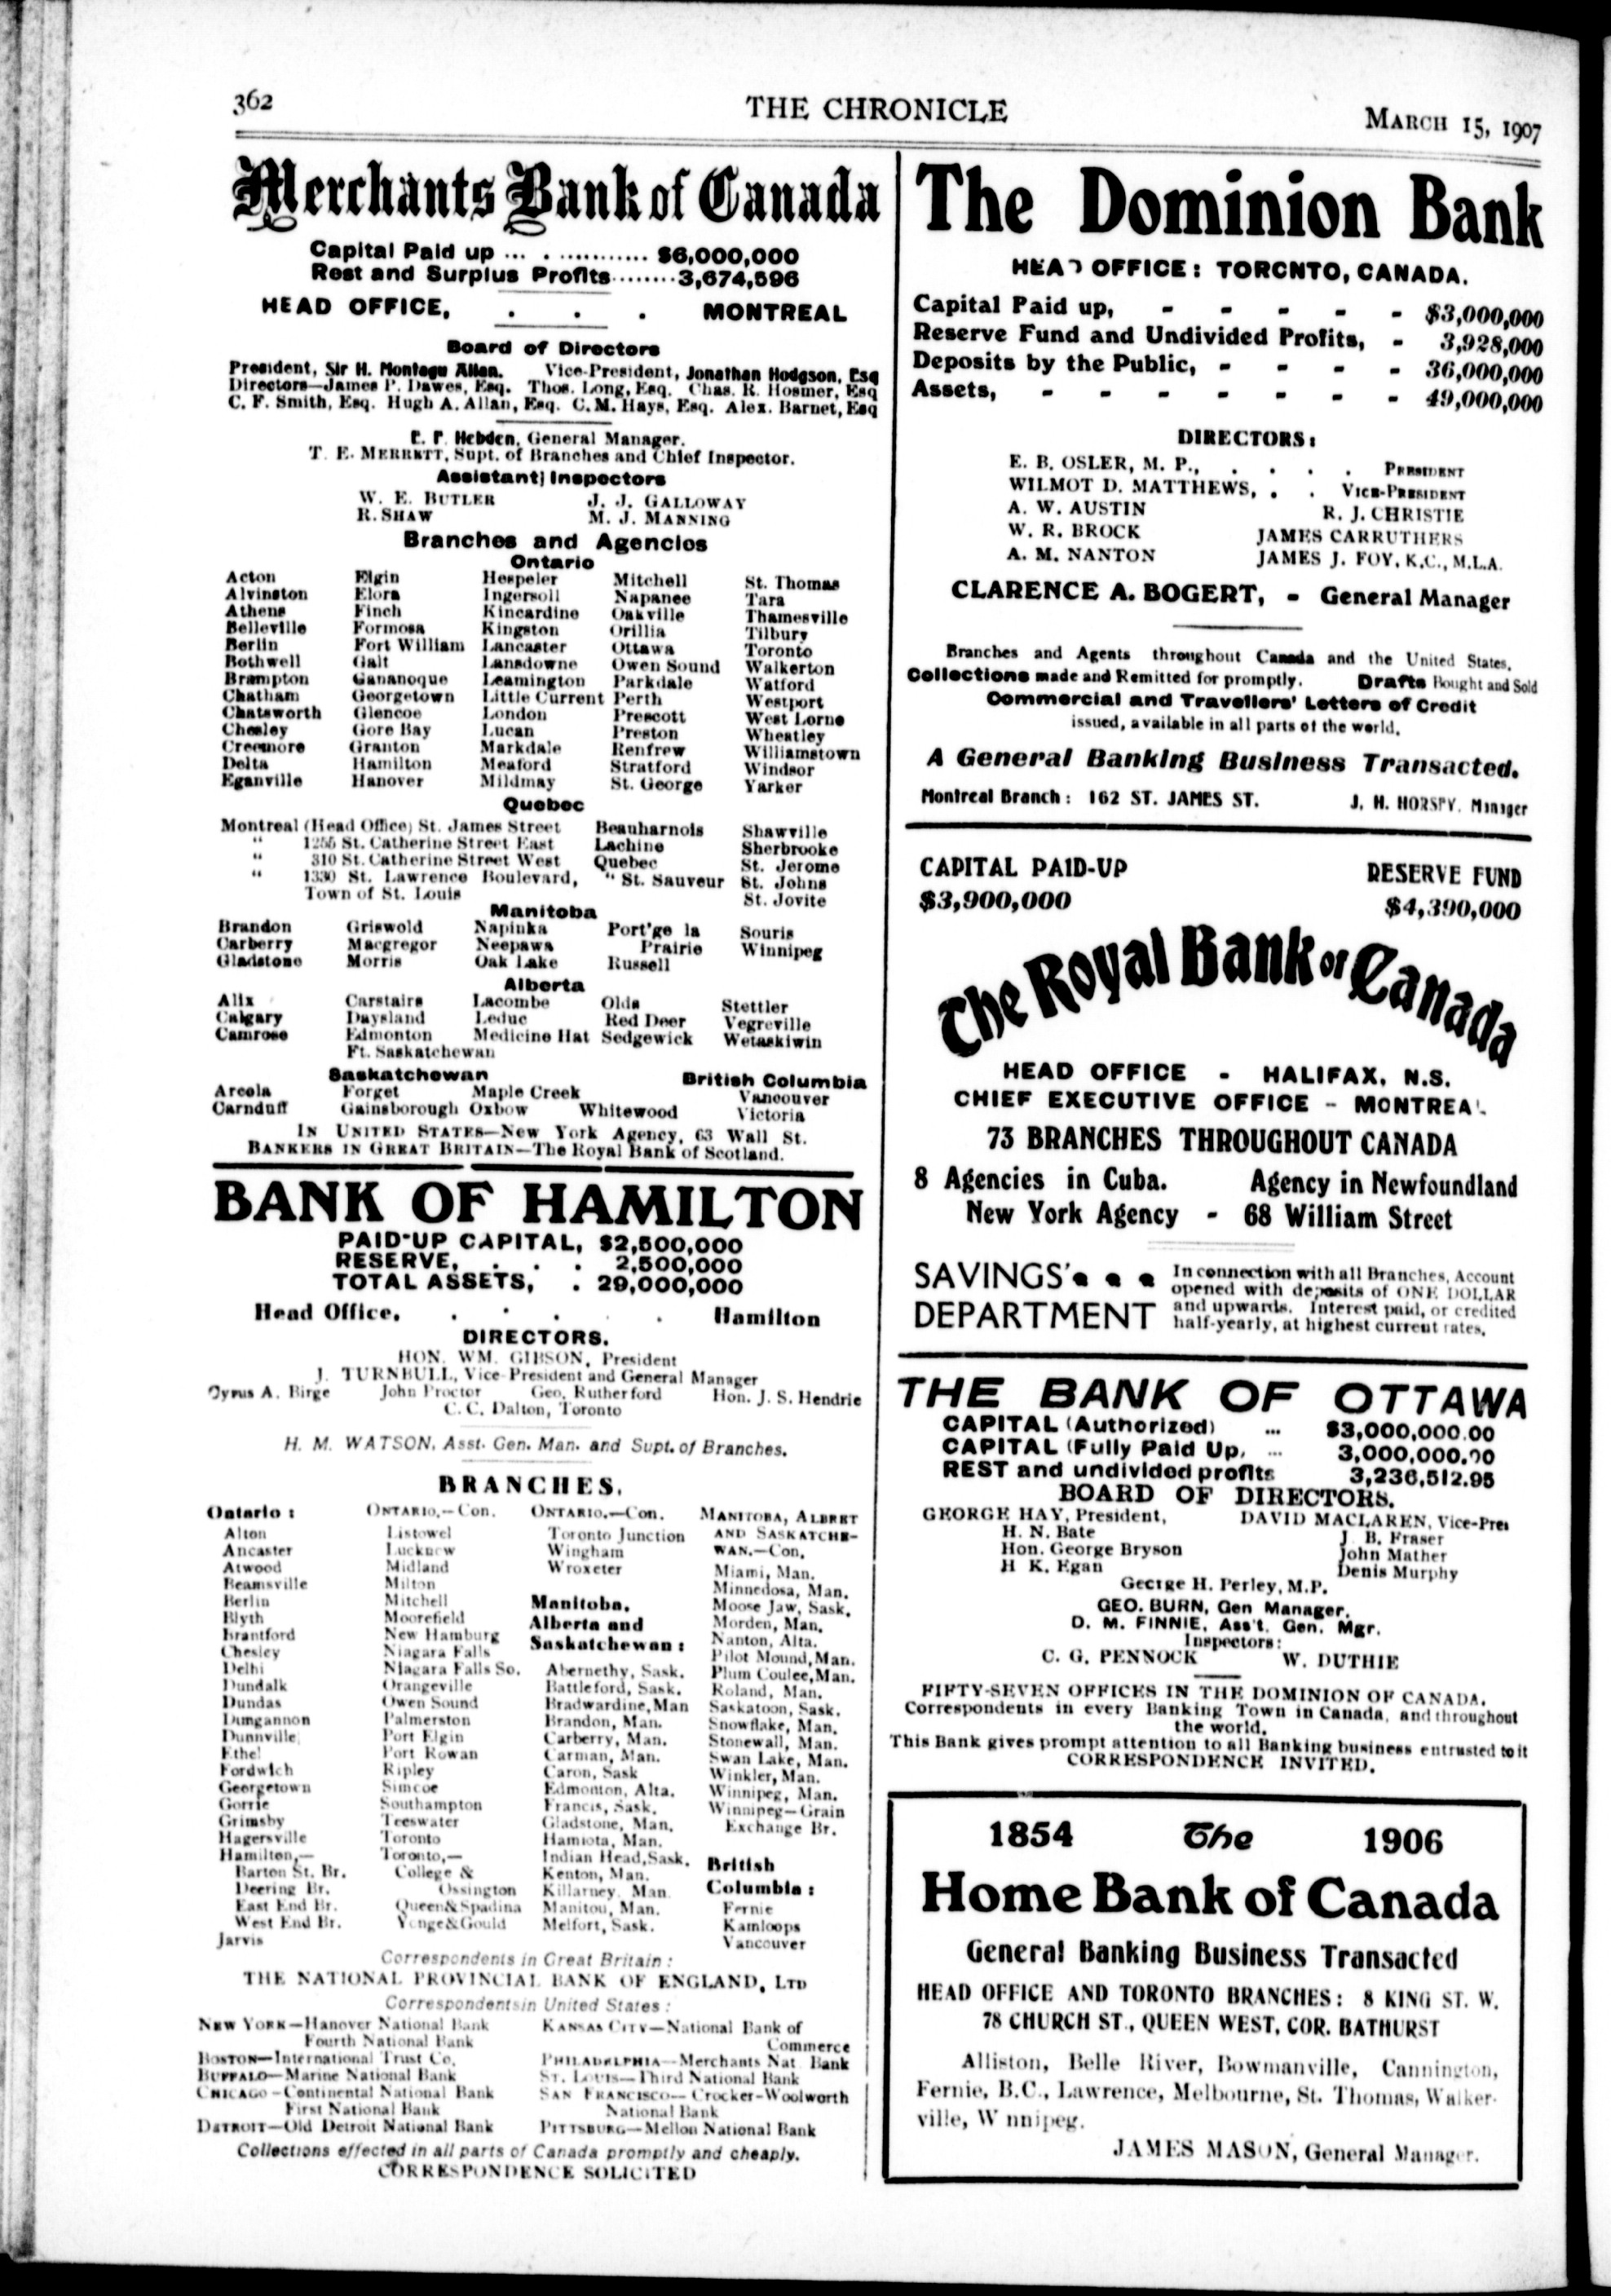 362
THE CHRONICLE
MARCH 15, 1907
Merchants Bank of Canada
Capital Paid up ... . ............ $6,000,000
Rest and Surplus Profits........3,674,596
HEAD OFFICE, . . . MONTREAL
Board of Directors
President, Sir H. Montagu Allan. Vice-President, Jonathan Hodgson, Esq
Directors—James P. Dawes, Esq. Thos. Long, Esq. Chas. R. Hosmer, Esq
C. F. Smith, Esq. Hugh A. Allan, Esq. C. M. Hays, Esq. Alex. Barnet, Esq
E. F. Hebden, General Manager.
T. E. MERRETT, Supt. of Branches and Chief Inspector.
Assistant Inspectors
W. E. BUTLER J. J. GALLOWAY
R. SHAW M. J. MANNING
Branches and Agencies
Ontario
Acton Elgin Hespeler Mitchell St. Thomas
Alvinston Elora Ingersoll Napanee Tara
Athens Finch Kincardine Oakville Thamesville
Belleville Formosa Kingston Orillia Tilbury
Berlin Fort William Lancaster Ottawa Toronto
Bothwell Galt Lansdowne Owen Sound Walkerton
Brampton Gananoque Leamington Parkdale Watford
Chatham Georgetown Little Current Perth Westport
Chatsworth Glencoe London Prescott West Lorne
Chesley Gore Bay Lucan Preston Wheatley
Creemore Granton Markdale Renfrew Williamstown
Delta Hamilton Meaford Stratford Windsor
Eganville Hanover Mildmay St. George Yarker
Quebec
Montreal (Head Office) St. James Street Beauharnois Shawville
" 1255 St. Catherine Street East Lachine Sherbrooke
" 310 St. Catherine Street West Quebec St. Jerome
" 1330 St. Lawrence Boulevard, " St. Sauveur St. Johns
Town of St. Louis St. Jovite
Manitoba
Brandon Griswold Napinka Port'ge la Souris
Carberry Macgregor Neepawa Prairie Winnipeg
Gladstone Morris Oak Lake Russell
Alberta
Alix Carstairs Lacombe Olds Stettler
Calgary Daysland Leduc Red Deer Vegreville
Camrose Edmonton Medicine Hat Sedgewick Wetaskiwin
Ft. Saskatchewan
Saskatchewan British Columbia
Arcola Forget Maple Creek Vancouver
Carnduff Gainsborough Oxbow Whitewood Victoria
IN UNITED STATES—New York Agency, 63 Wall St.
BANKERS IN GREAT BRITAIN—The Royal Bank of Scotland.
BANK OF HAMILTON
PAID-UP CAPITAL, $2,500,000
RESERVE, . . . 2,500,000
TOTAL ASSETS, . 29,000,000
Head Office, . . . . Hamilton
DIRECTORS.
HON. WM. GIBSON, President
J. TURNBULL, Vice-President and General Manager
Cyrus A. Birge John Proctor Geo. Rutherford Hon. J. S. Hendrie
C. C. Dalton, Toronto
H. M. WATSON, Asst. Gen. Man. and Supt. of Branches.
BRANCHES.
Ontario :
Alton
Ancaster
Atwood
Beamsville
Berlin
Blyth
Brantford
Chesley
Delhi
Dundalk
Dundas
Dungannon
Dunnville
Ethel
Fordwich
Georgetown
Gorrie
Grimsby
Hagersville
Hamilton,—
Barton St. Br.
Deering Br.
East End Br.
West End Br.
Jarvis
ONTARIO.—Con.
Listowel
Lucknow
Midland
Milton
Mitchell
Moorefield
New Hamburg
Niagara Falls
Niagara Falls So.
Orangeville
Owen Sound
Palmerston
Port Elgin
Port Rowan
Ripley
Simcoe
Southampton
Teeswater
Toronto
Toronto,—
College &
Ossington
Queen&Spadina
Yonge&Gould
ONTARIO.—Con.
Toronto Junction
Wingham
Wroxeter
Manitoba,
Alberta and
Saskatchewan :
Abernethy, Sask.
Battleford, Sask.
Bradwardine, Man
Brandon, Man.
Carberry, Man.
Carman, Man.
Caron, Sask
Edmonton, Alta.
Francis, Sask.
Gladstone, Man.
Hamiota, Man.
Indian Head, Sask.
Kenton, Man.
Killarney, Man
Manitou, Man.
Melfort, Sask.
MANITOBA, ALBERT
AND SASKATCHE-
WAN.—Con.
Miami, Man.
Minnedosa, Man.
Moose Jaw, Sask.
Morden, Man.
Nanton, Alta.
Pilot Mound, Man.
Plum Coulee, Man.
Roland, Man.
Saskatoon, Sask.
Snowflake, Man.
Stonewall, Man.
Swan Lake, Man.
Winkler, Man.
Winnipeg, Man.
Winnipeg—Grain
Exchange Br.
British
Columbia :
Fernie
Kamloops
Vancouver
Correspondents in Great Britain :
THE NATIONAL PROVINCIAL BANK OF ENGLAND, LTD
Correspondents in United States :
NEW YORK—Hanover National Bank
Fourth National Bank
BOSTON—International Trust Co.
BUFFALO—Marine National Bank
CHICAGO—Continental National Bank
First National Bank
DETROIT—Old Detroit National Bank
KANSAS CITY—National Bank of
Commerce
PHILADELPHIA—Merchants Nat Bank
ST. LOUIS—Third National Bank
SAN FRANCISCO—Crocker-Woolworth
National Bank
PITTSBURG—Mellon National Bank
Collections effected in all parts of Canada promptly and cheaply.
CORRESPONDENCE SOLICITED
The Dominion Bank
HEAD OFFICE : TORONTO, CANADA.
Capital Paid up, - - - - - $3,000,000
Reserve Fund and Undivided Profits, - 3,928,000
Deposits by the Public, - - - - 36,000,000
Assets, - - - - - - - 49,000,000
DIRECTORS :
E. B. OSLER, M. P., . . . . PRESIDENT
WILMOT D. MATTHEWS, . . VICE-PRESIDENT
A. W. AUSTIN R. J. CHRISTIE
W. R. BROCK JAMES CARRUTHERS
A. M. NANTON JAMES J. FOY, K.C., M.L.A.
CLARENCE A. BOGERT, - General Manager
Branches and Agents throughout Canada and the United States.
Collections made and Remitted for promptly. Drafts Bought and Sold
Commercial and Travellers' Letters of Credit
issued, available in all parts of the world.
A General Banking Business Transacted.
Montreal Branch : 162 ST. JAMES ST. J. H. HORSEY, Manager
CAPITAL PAID-UP RESERVE FUND
$3,900,000 $4,390,000
The Royal Bank of Canada
HEAD OFFICE - HALIFAX, N.S.
CHIEF EXECUTIVE OFFICE - MONTREAL
73 BRANCHES THROUGHOUT CANADA
8 Agencies in Cuba. Agency in Newfoundland
New York Agency - 68 William Street
SAVINGS'
DEPARTMENT
In connection with all Branches, Account
opened with deposits of ONE DOLLAR
and upwards. Interest paid, or credited
half-yearly, at highest current rates.
THE BANK OF OTTAWA
CAPITAL (Authorized) ... $3,000,000.00
CAPITAL (Fully Paid Up) ... 3,000,000.00
REST and undivided profits 3,236,512.95
BOARD OF DIRECTORS.
GEORGE HAY, President, DAVID MACLAREN, Vice-Pres
H. N. Bate J. B. Fraser
Hon. George Bryson John Mather
H K. Egan Denis Murphy
George H. Perley, M.P.
GEO. BURN, Gen Manager.
D. M. FINNIE, Ass't. Gen. Mgr.
Inspectors:
C. G. PENNOCK W. DUTHIE
FIFTY-SEVEN OFFICES IN THE DOMINION OF CANADA.
Correspondents in every Banking Town in Canada, and throughout
the world.
This Bank gives prompt attention to all Banking business entrusted to it
CORRESPONDENCE INVITED.
1854 The 1906
Home Bank of Canada
General Banking Business Transacted
HEAD OFFICE AND TORONTO BRANCHES : 8 KING ST. W.
78 CHURCH ST., QUEEN WEST, COR. BATHURST
Alliston, Belle River, Bowmanville, Cannington,
Fernie, B.C., Lawrence, Melbourne, St. Thomas, Walker-
ville, Winnipeg.
JAMES MASON, General Manager.